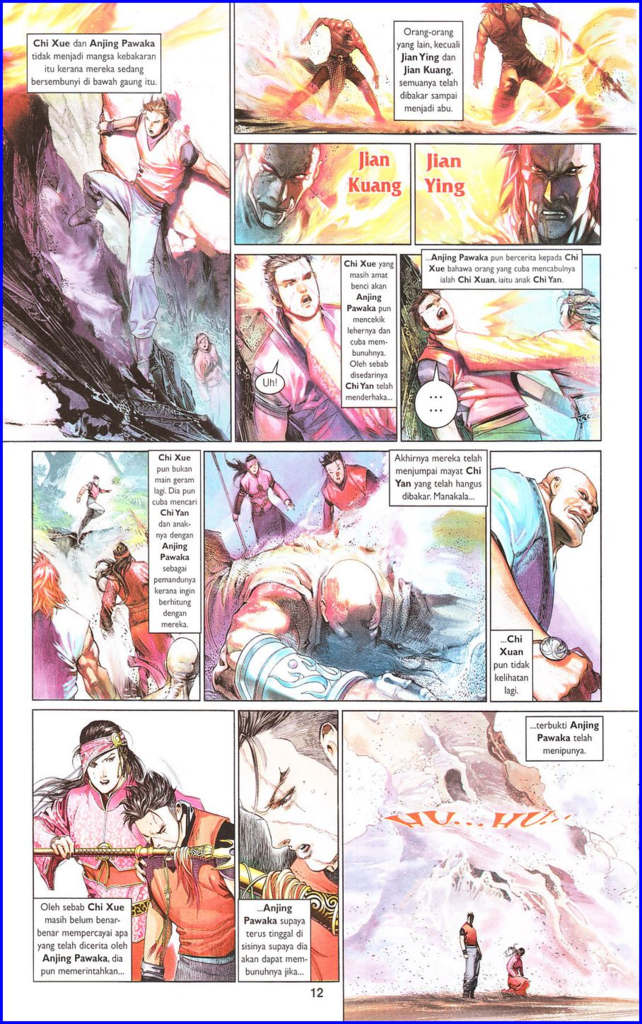 Chi Xue dan Anjing Pawaka
tidak menjadi mangsa kebakaran
itu kerana mereka sedang
bersembunyi di bawah gaung itu.
Orang-orang
yang lain, kecuali
Jian Ying dan
Jian Kuang,
semuanya telah
dibakar sampai
menjadi abu.
Jian
Kuang
Jian
Ying
Chi Xue yang
masih amat
benci akan
Anjing
Pawaka pun
mencekik
lehernya dan
cuba mem-
bunuhnya.
Oleh sebab
disedarinya
Chi Yan telah
menderhaka...
Uh!
...Anjing Pawaka pun bercerita kepada Chi
Xue bahawa orang yang cuba mencabulnya
ialah Chi Xuan, iaitu anak Chi Yan.
...
...
Chi Xue
pun bukan
main geram
lagi. Dia pun
cuba mencari
Chi Yan
dan anak-
nya dengan
Anjing
Pawaka
sebagai
pemandunya
kerana ingin
berhitung
dengan
mereka.
Akhirnya mereka telah
menjumpai mayat Chi
Yan yang telah hangus
dibakar. Manakala...
...Chi
Xuan
pun tidak
kelihatan
lagi.
Oleh sebab Chi Xue
masih belum benar-
benar mempercayai apa
yang telah dicerita oleh
Anjing Pawaka, dia
pun memerintahkan...
...Anjing
Pawaka supaya
terus tinggal di
sisinya supaya dia
akan dapat mem-
bunuhnya jika...
...terbukti Anjing
Pawaka telah
menipunya.
HU... HU...
12